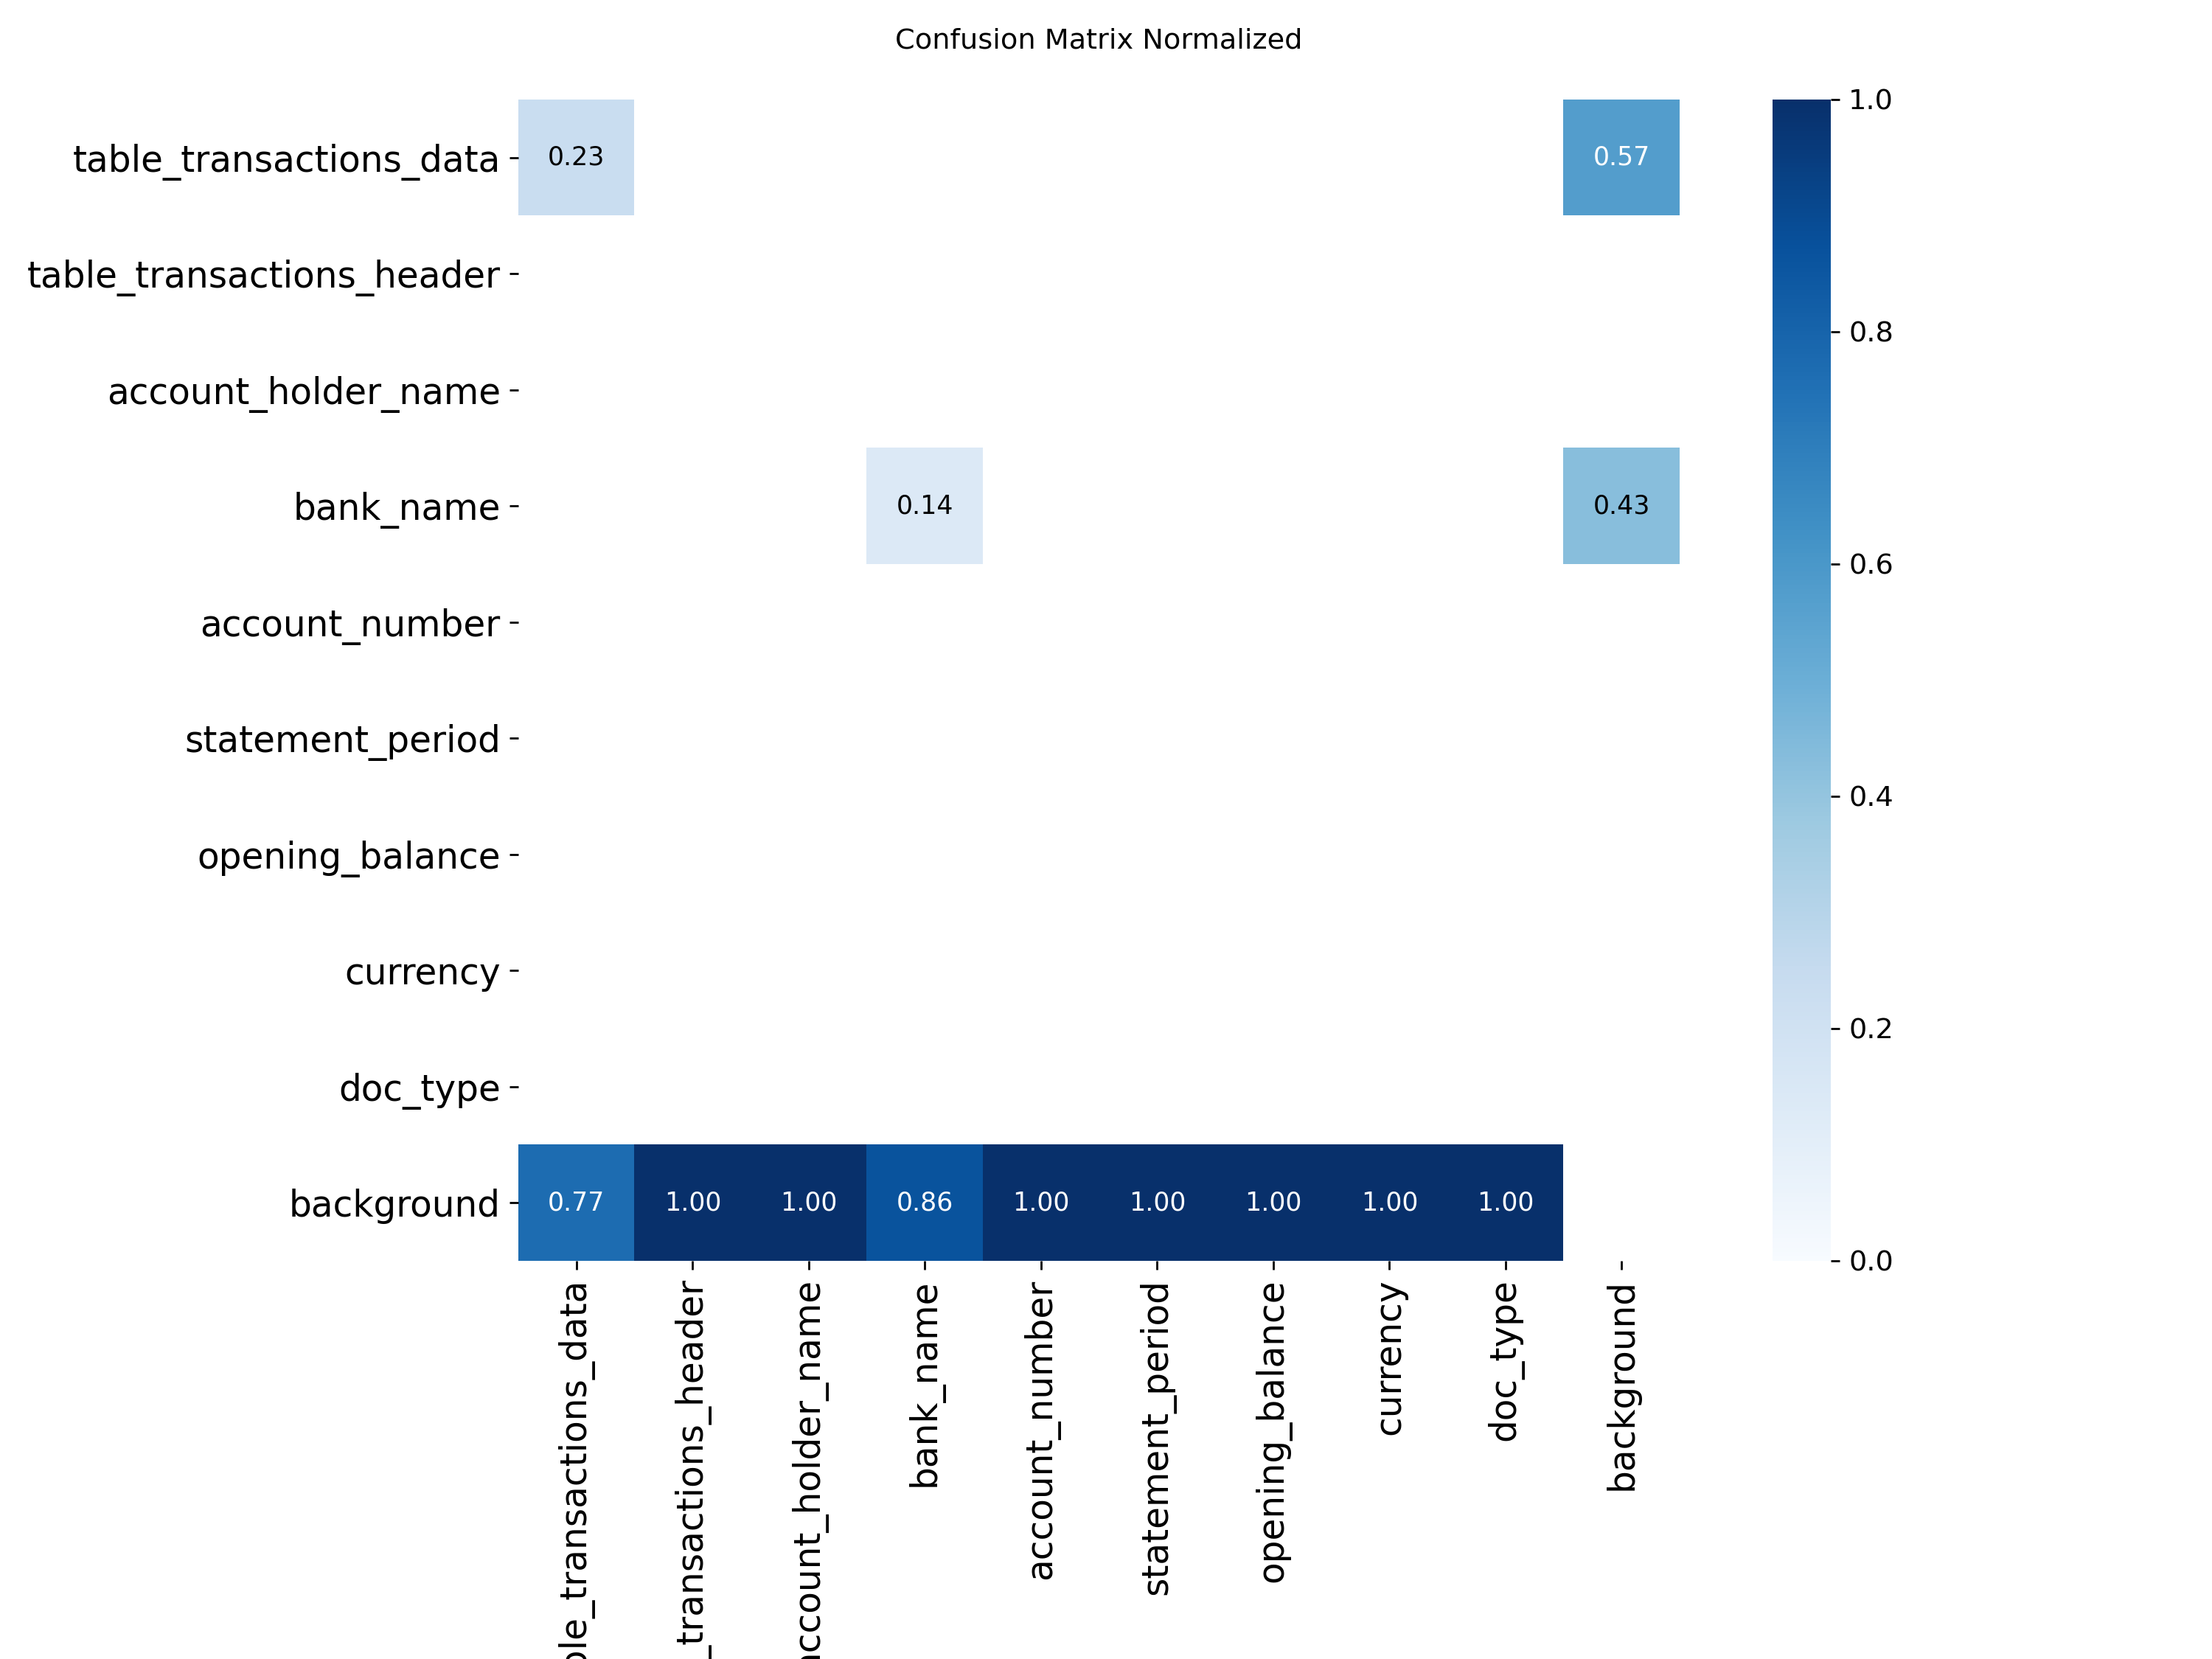 Confusion Matrix Normalized
table_transactions_data
0.23
0.57
table_transactions_header
account_holder_name
bank_name
0.14
0.43
account_number
statement_period
opening_balance
currency
doc_type
background
0.77 1.00 1.00 0.86 1.00 1.00 1.00 1.00 1.00
ble_transactions_data
_transactions_header
account_holder_name
bank_name
account_number
statement_period
opening_balance
currency
doc_type
background
1.0
0.8
0.6
0.4
0.2
0.0